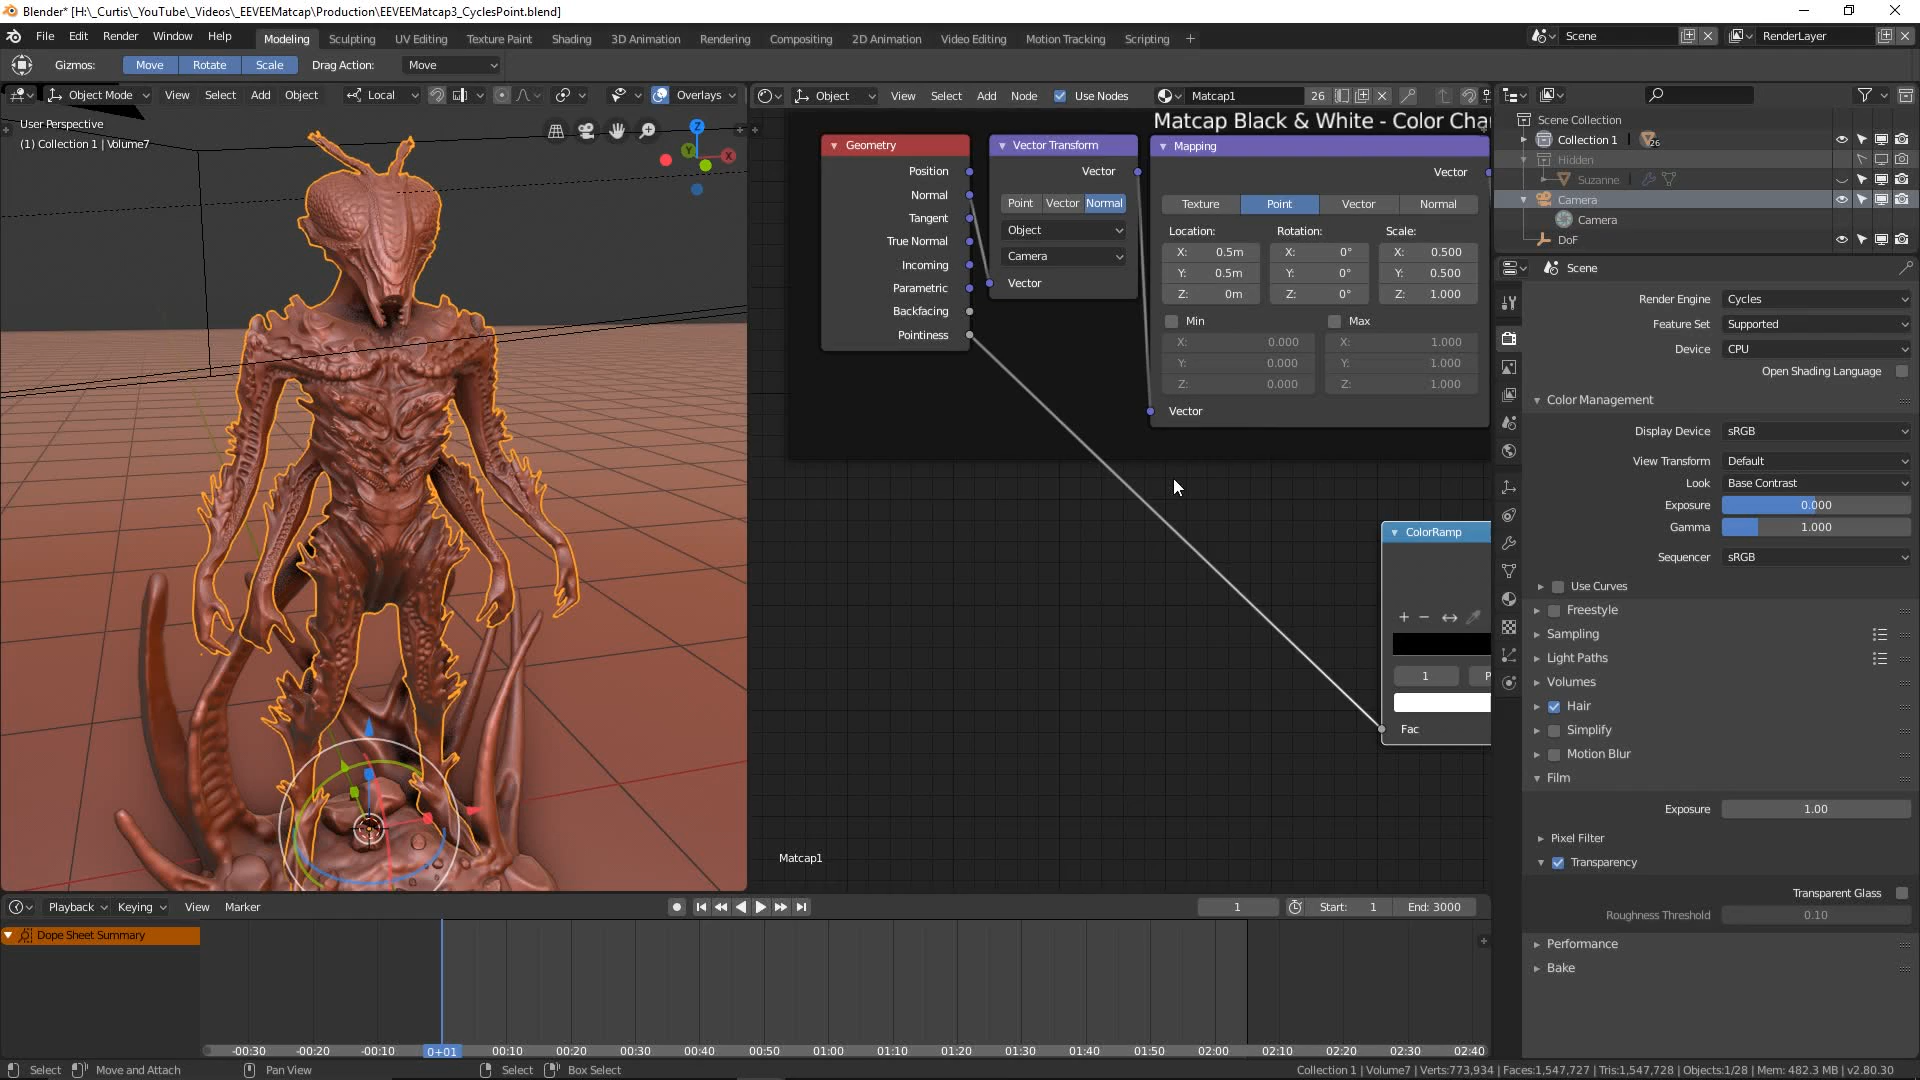 Blender* [H:\_Curtis\_YouTube\_Videos\_EEVEEMatcap\Production\EEVEEMatcap3_CyclesPoint.blend]
File Edit Render Window Help Modeling Sculpting UV Editing Texture Paint Shading 3D Animation Rendering Compositing 2D Animation Video Editing Motion Tracking Scripting + Scene RenderLayer
Gizmos: Move Rotate Scale Drag Action: Move
Object Mode View Select Add Object Local Overlays
Object View Select Add Node Use Nodes Matcap1 26
User Perspective
(1) Collection 1 | Volume7
Z
Y
X
Matcap Black & White - Color Cha
Geometry
Position
Normal
Tangent
True Normal
Incoming
Parametric
Backfacing
Pointiness
Vector Transform
Vector
Point Vector Normal
Object
Camera
Vector
Mapping
Vector
Texture Point Vector Normal
Location: Rotation: Scale:
X: 0.5m X: 0° X: 0.500
Y: 0.5m Y: 0° Y: 0.500
Z: 0m Z: 0° Z: 1.000
Min Max
X: 0.000 X: 1.000
Y: 0.000 Y: 1.000
Z: 0.000 Z: 1.000
Vector
ColorRamp
+ −
1 P
Fac
Matcap1
Scene Collection
Collection 1 26
Hidden
Suzanne
Camera
Camera
DoF
Scene
Render Engine Cycles
Feature Set Supported
Device CPU
Open Shading Language
Color Management
Display Device sRGB
View Transform Default
Look Base Contrast
Exposure 0.000
Gamma 1.000
Sequencer sRGB
Use Curves
Freestyle
Sampling
Light Paths
Volumes
Hair
Simplify
Motion Blur
Film
Exposure 1.00
Pixel Filter
Transparency
Transparent Glass
Roughness Threshold 0.10
Performance
Bake
Playback Keying View Marker 1 Start: 1 End: 3000
Dope Sheet Summary
-00:30 -00:20 -00:10 0+01 00:10 00:20 00:30 00:40 00:50 01:00 01:10 01:20 01:30 01:40 01:50 02:00 02:10 02:20 02:30 02:40
Select Move and Attach Pan View Select Box Select Collection 1 | Volume7 | Verts:773,934 | Faces:1,547,727 | Tris:1,547,728 | Objects:1/28 | Mem: 482.3 MB | v2.80.30